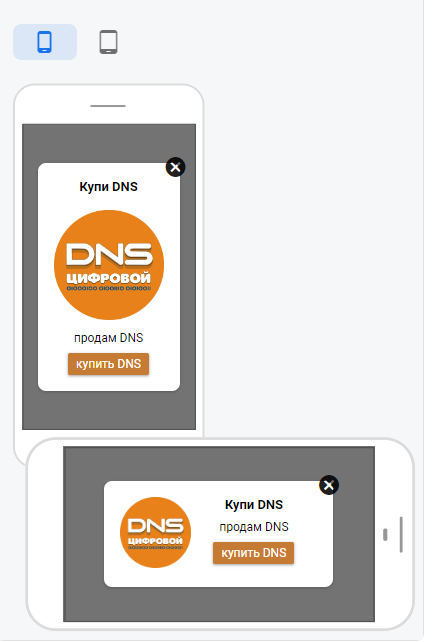 Купи DNS
DNS
ЦИФРОВОЙ
продам DNS
купить DNS
DNS
ЦИФРОВОЙ
Купи DNS
продам DNS
купить DNS